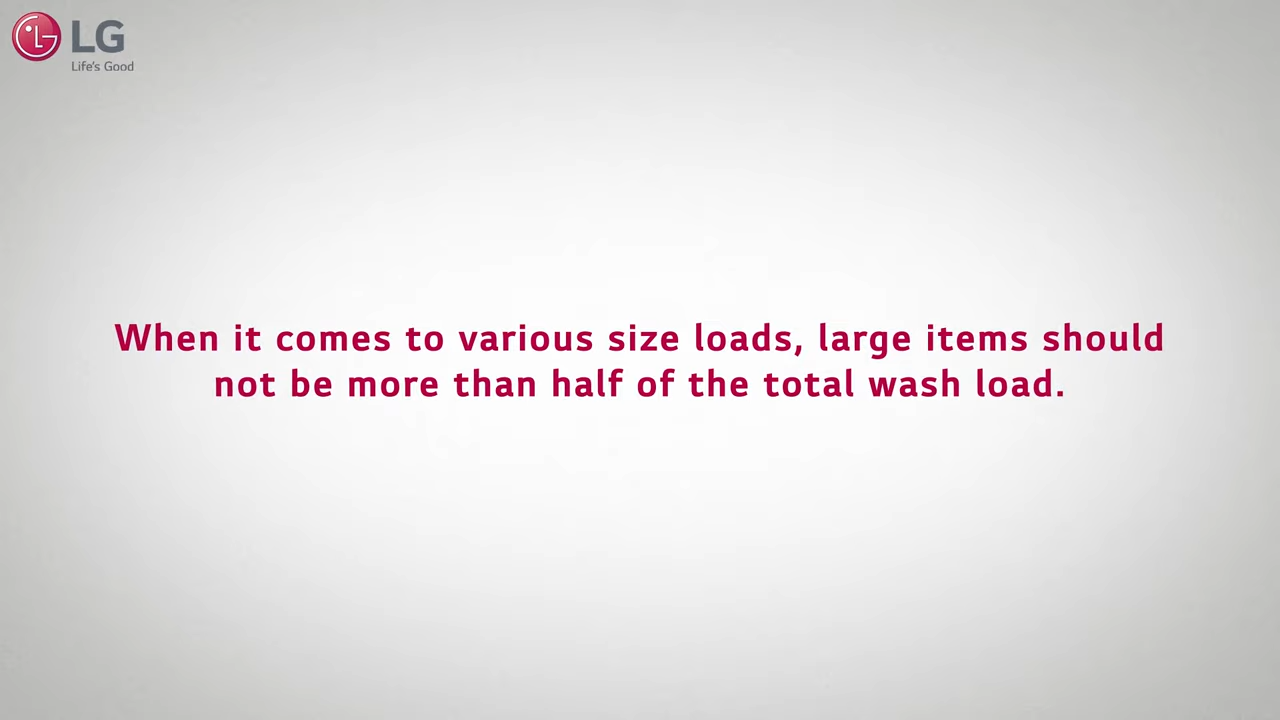 LG
Life's Good
When it comes to various size loads, large items should
not be more than half of the total wash load.